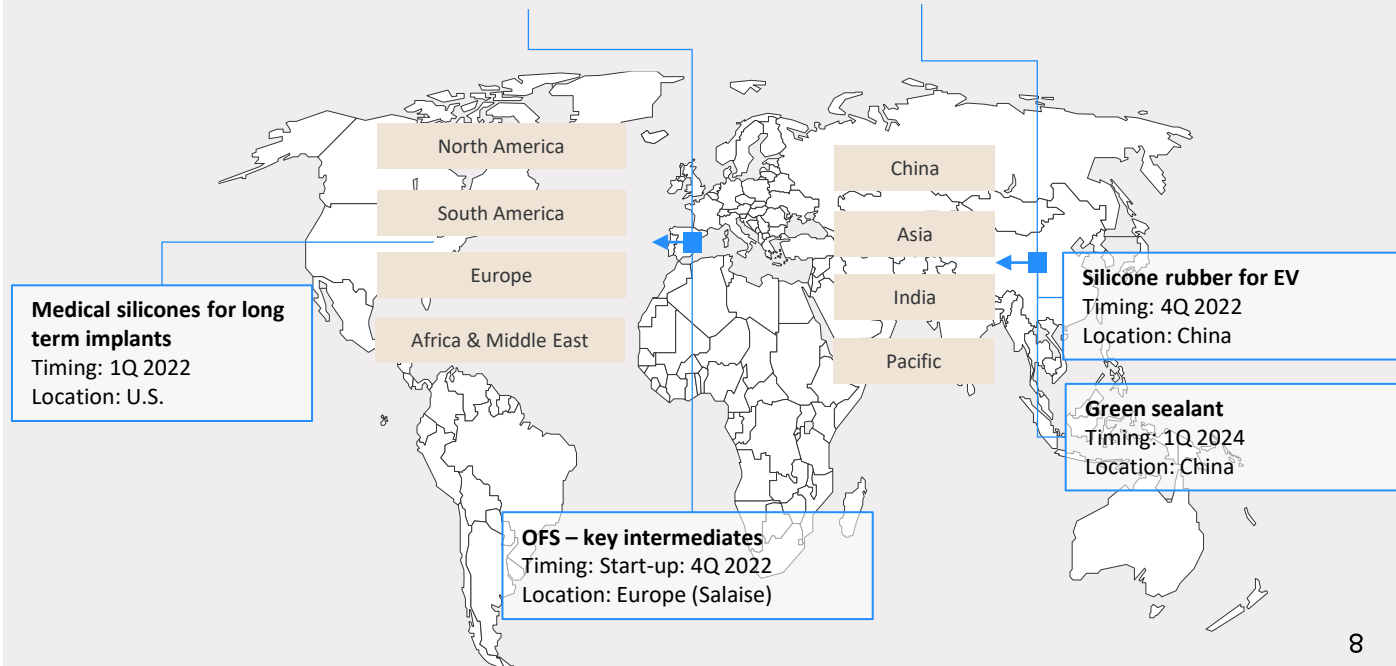 North America
South America
Europe
Africa & Middle East
China
Asia
India
Pacific
Medical silicones for long
term implants
Timing: 1Q 2022
Location: U.S.
OFS – key intermediates
Timing: Start-up: 4Q 2022
Location: Europe (Salaise)
Silicone rubber for EV
Timing: 4Q 2022
Location: China
Green sealant
Timing: 1Q 2024
Location: China
8